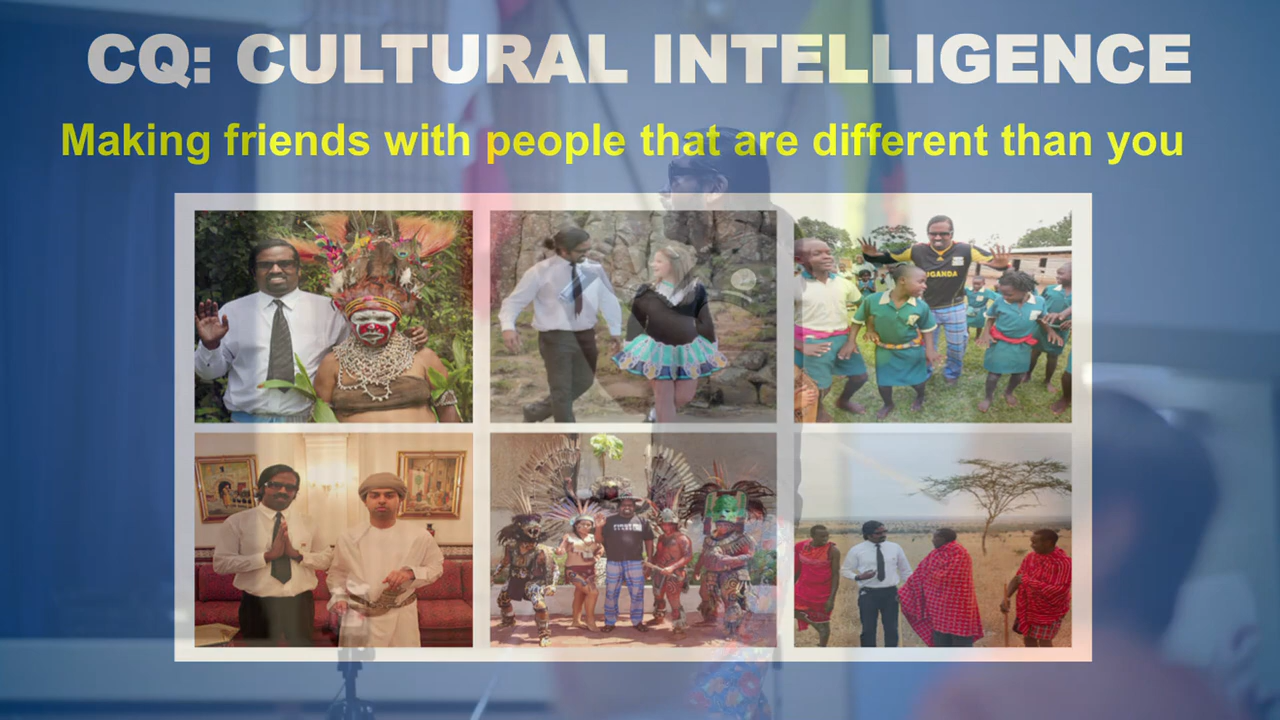 CQ: CULTURAL INTELLIGENCE
Making friends with people that are different than you
UGANDA